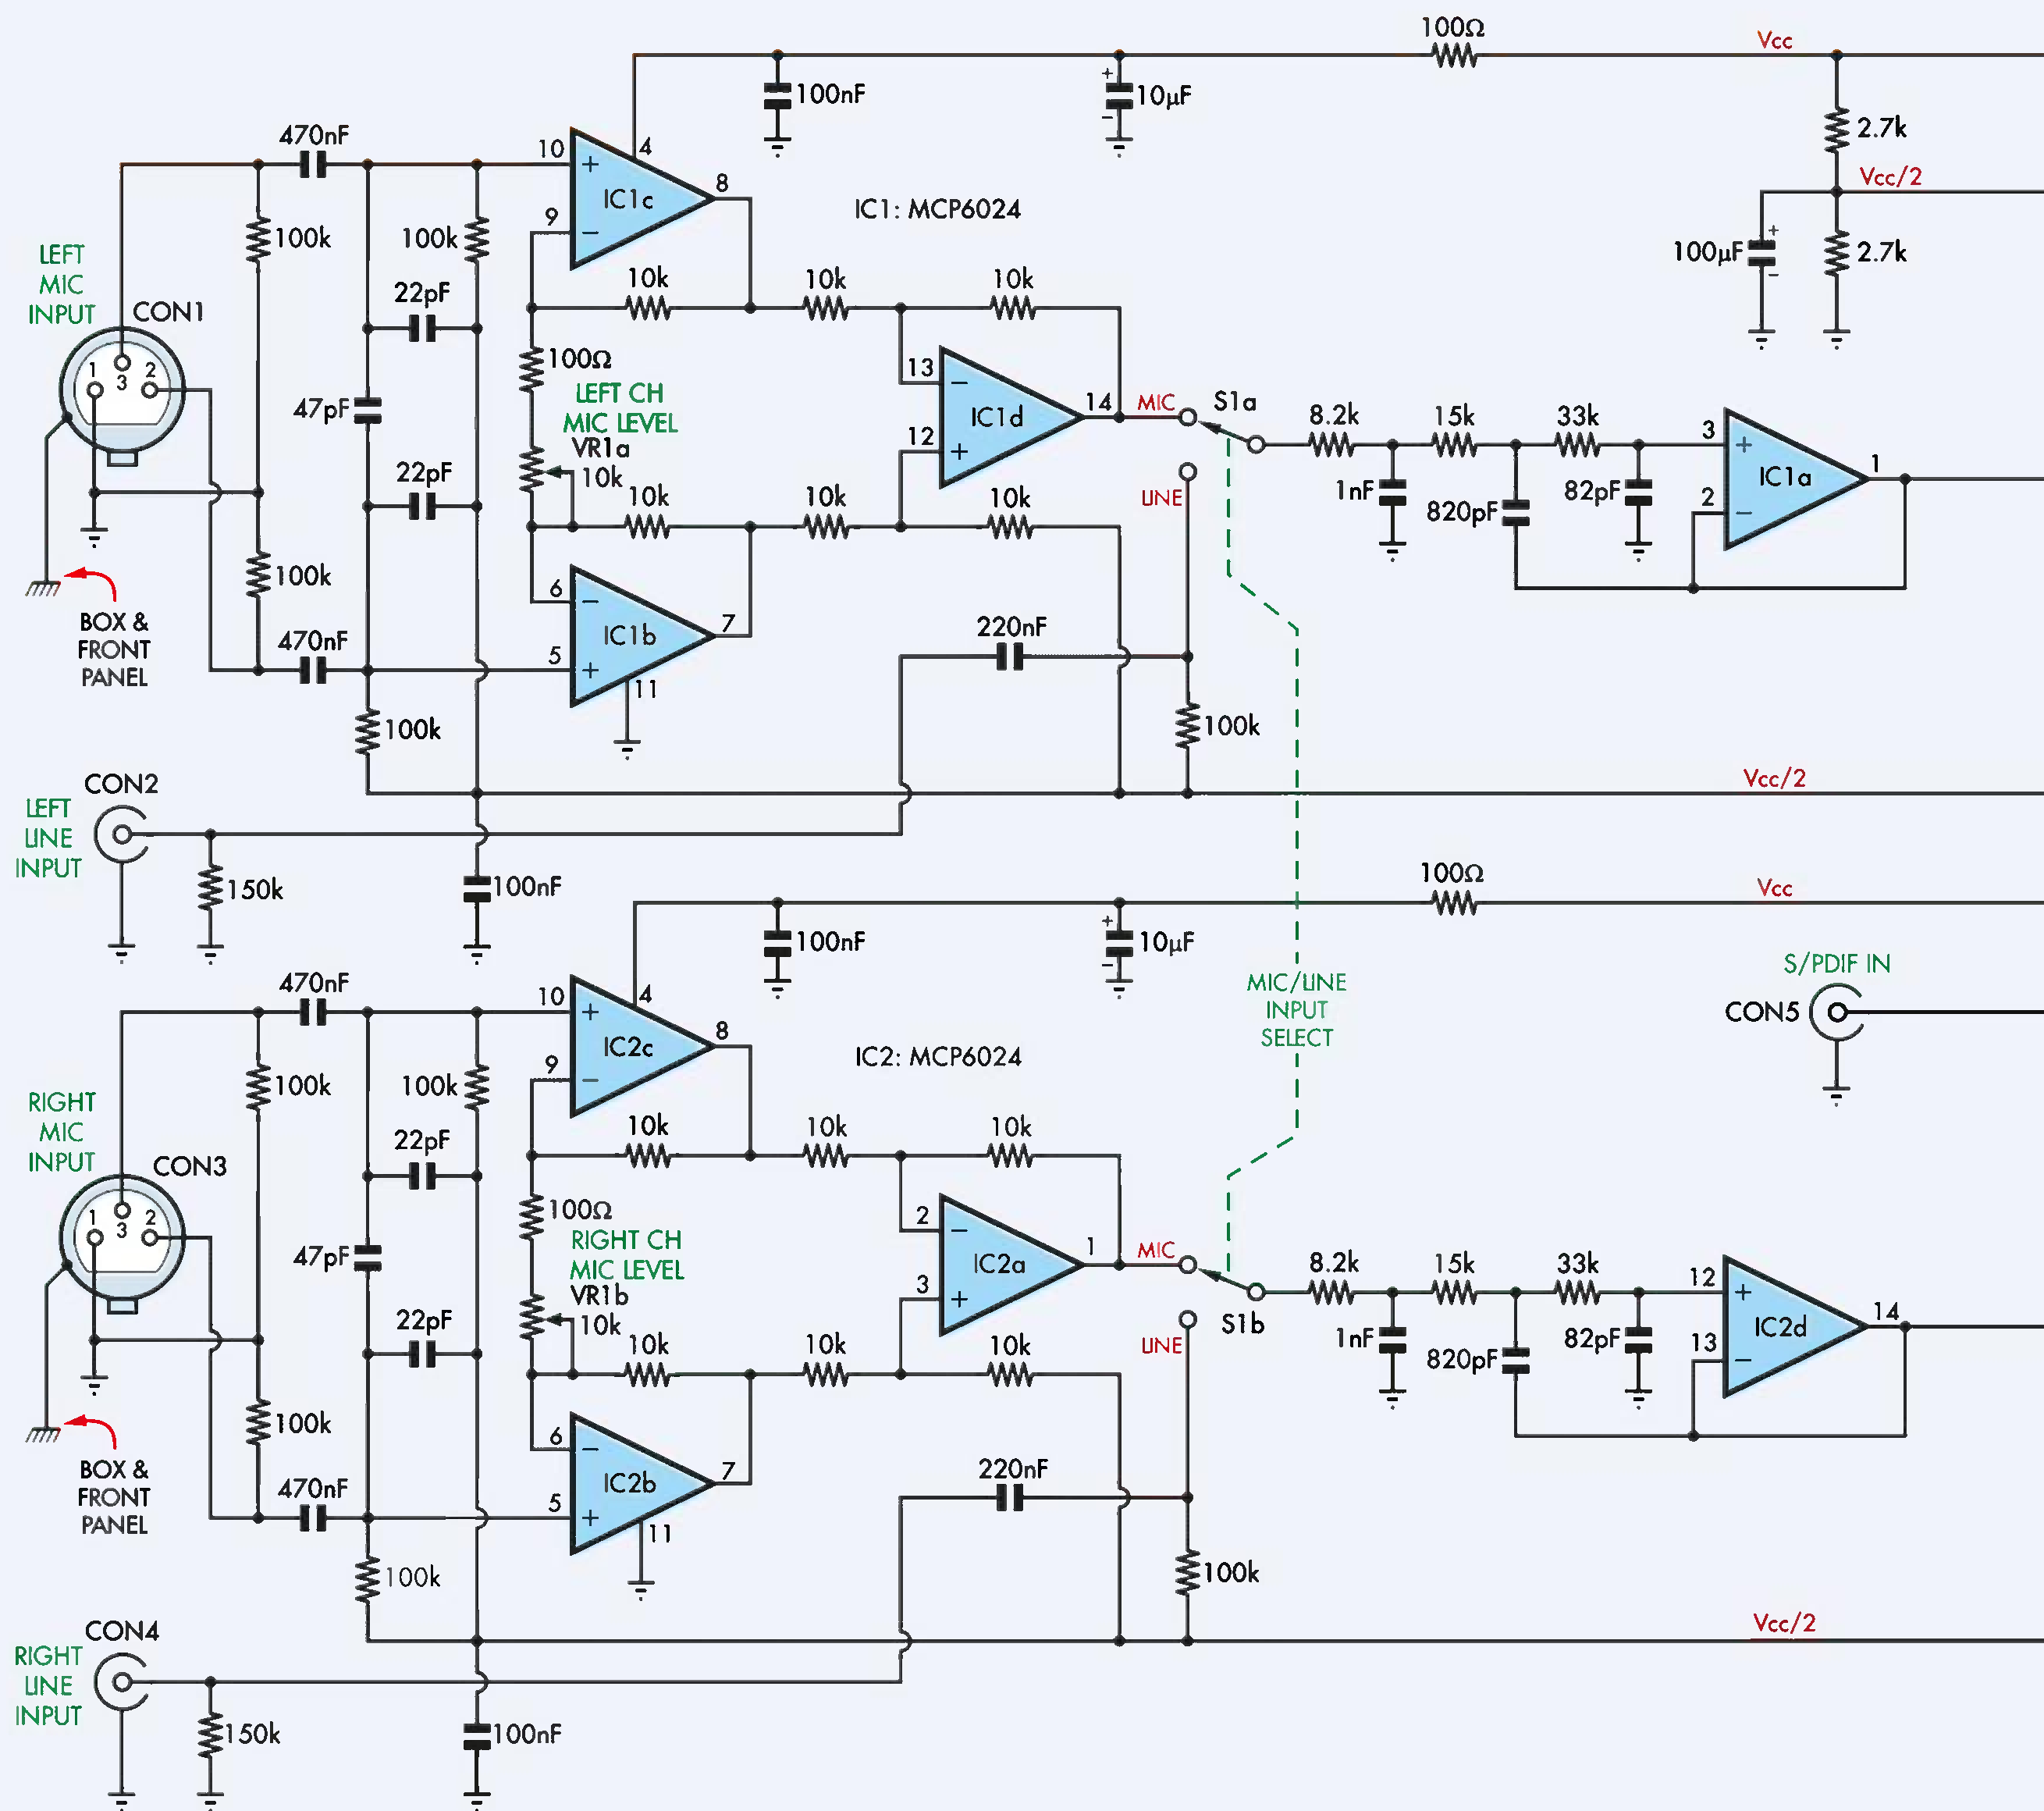 100Ω
Vcc
100nF
10µF
+
−
470nF
10
+
4
2.7k
IC1c
8
Vcc/2
9
−
IC1: MCP6024
100k
100k
+
100µF
−
2.7k
LEFT
MIC
INPUT
CON1
22pF
10k
10k
10k
1
3
2
100Ω
LEFT CH
MIC LEVEL
VR1a
10k
13
−
IC1d
14
12
+
MIC
S1a
LINE
47pF
22pF
8.2k
15k
33k
3
+
IC1a
1
2
−
1nF
820pF
82pF
10k
10k
10k
100k
BOX &
FRONT
PANEL
470nF
6
−
IC1b
7
5
+
11
220nF
100k
100k
CON2
LEFT
LINE
INPUT
Vcc/2
150k
100nF
100Ω
Vcc
100nF
+
10µF
−
MIC/LINE
INPUT
SELECT
S/PDIF IN
CON5
470nF
10
+
4
IC2c
8
9
−
IC2: MCP6024
100k
100k
RIGHT
MIC
INPUT
CON3
22pF
10k
10k
10k
1
3
2
100Ω
RIGHT CH
MIC LEVEL
VR1b
10k
2
−
IC2a
1
3
+
MIC
S1b
LINE
47pF
22pF
8.2k
15k
33k
12
+
IC2d
14
13
−
1nF
820pF
82pF
10k
10k
10k
100k
BOX &
FRONT
PANEL
470nF
6
−
IC2b
7
5
+
11
220nF
100k
100k
CON4
RIGHT
LINE
INPUT
Vcc/2
150k
100nF